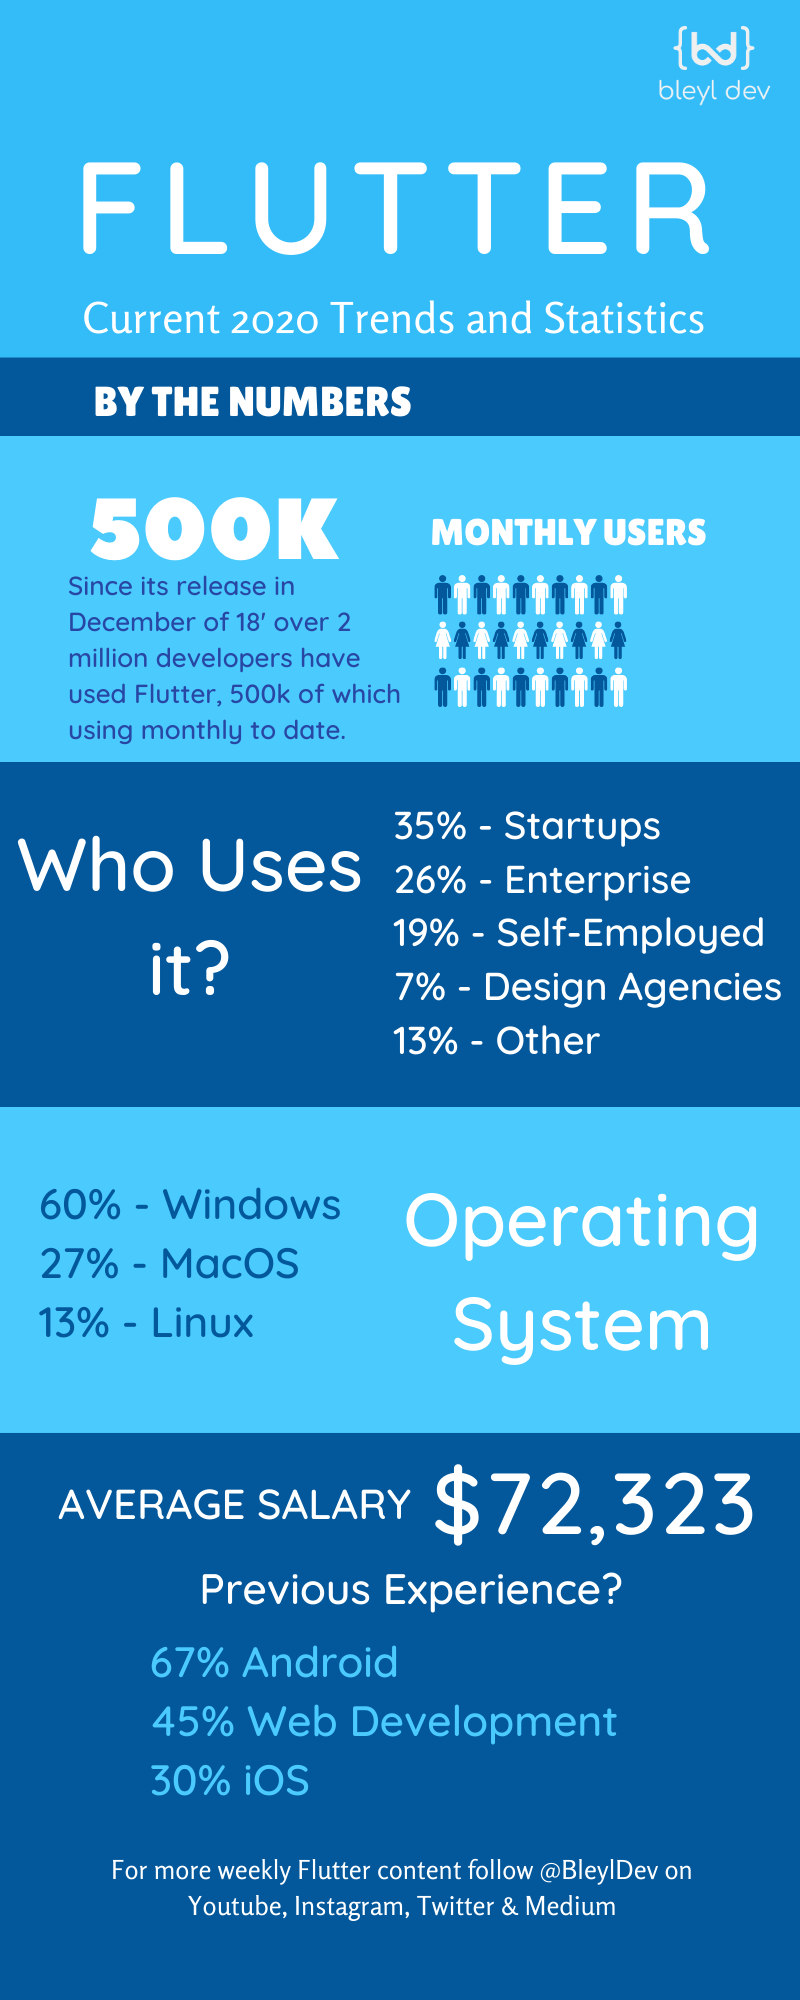 {bd}
bleyl dev
FLUTTER
Current 2020 Trends and Statistics
BY THE NUMBERS
500K
Since its release in
December of 18' over 2
million developers have
used Flutter, 500k of which
using monthly to date.
MONTHLY USERS
Who Uses
it?
35% - Startups
26% - Enterprise
19% - Self-Employed
7% - Design Agencies
13% - Other
60% - Windows
27% - MacOS
13% - Linux
Operating
System
AVERAGE SALARY $72,323
Previous Experience?
67% Android
45% Web Development
30% iOS
For more weekly Flutter content follow @BleylDev on
Youtube, Instagram, Twitter & Medium